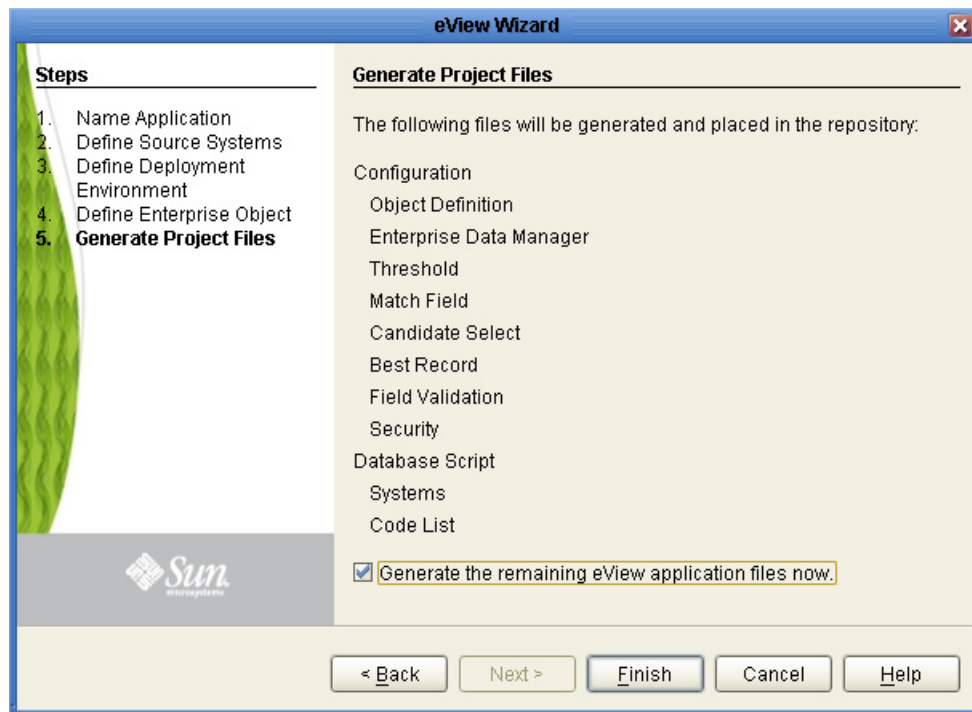 eView Wizard
Steps
1. Name Application
2. Define Source Systems
3. Define Deployment
Environment
4. Define Enterprise Object
5. Generate Project Files
Sun
microsystems
Generate Project Files
The following files will be generated and placed in the repository:
Configuration
Object Definition
Enterprise Data Manager
Threshold
Match Field
Candidate Select
Best Record
Field Validation
Security
Database Script
Systems
Code List
Generate the remaining eView application files now.
< Back
Next >
Finish
Cancel
Help